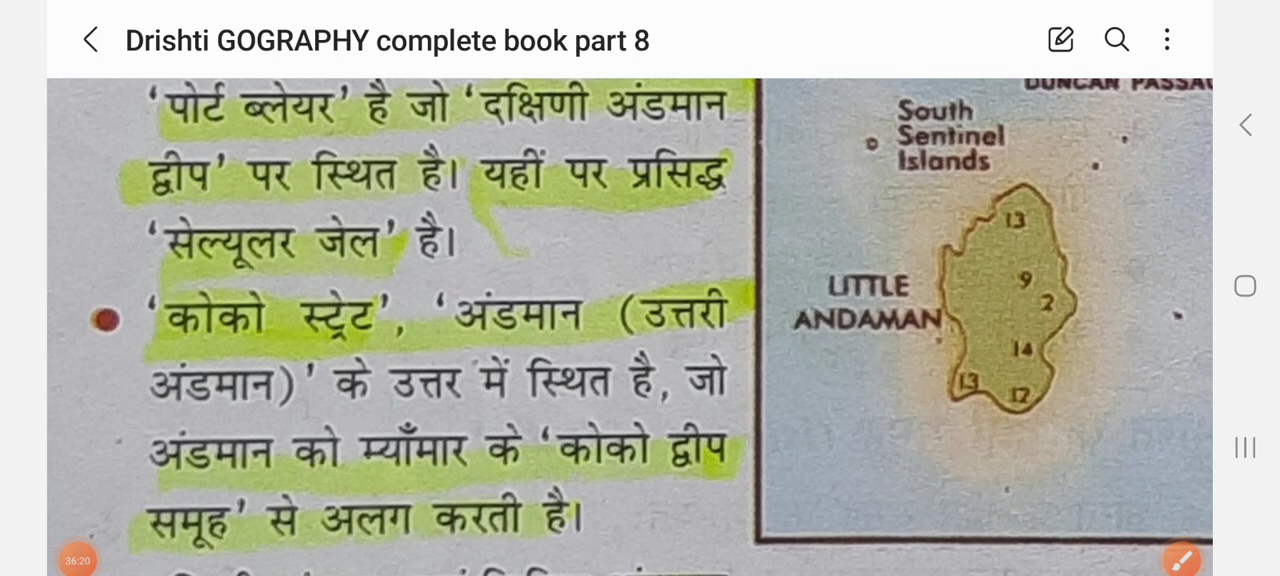 Drishti GOGRAPHY complete book part 8
'पोर्ट ब्लेयर' है जो 'दक्षिणी अंडमान
द्वीप' पर स्थित है। यहीं पर प्रसिद्ध
'सेल्यूलर जेल' है।
'कोको स्ट्रेट', 'अंडमान (उत्तरी
अंडमान)' के उत्तर में स्थित है, जो
अंडमान को म्याँमार के 'कोको द्वीप
समूह' से अलग करती है।
South
Sentinel
Islands
13
9
2
LITTLE
ANDAMAN
14
13
12
36:20